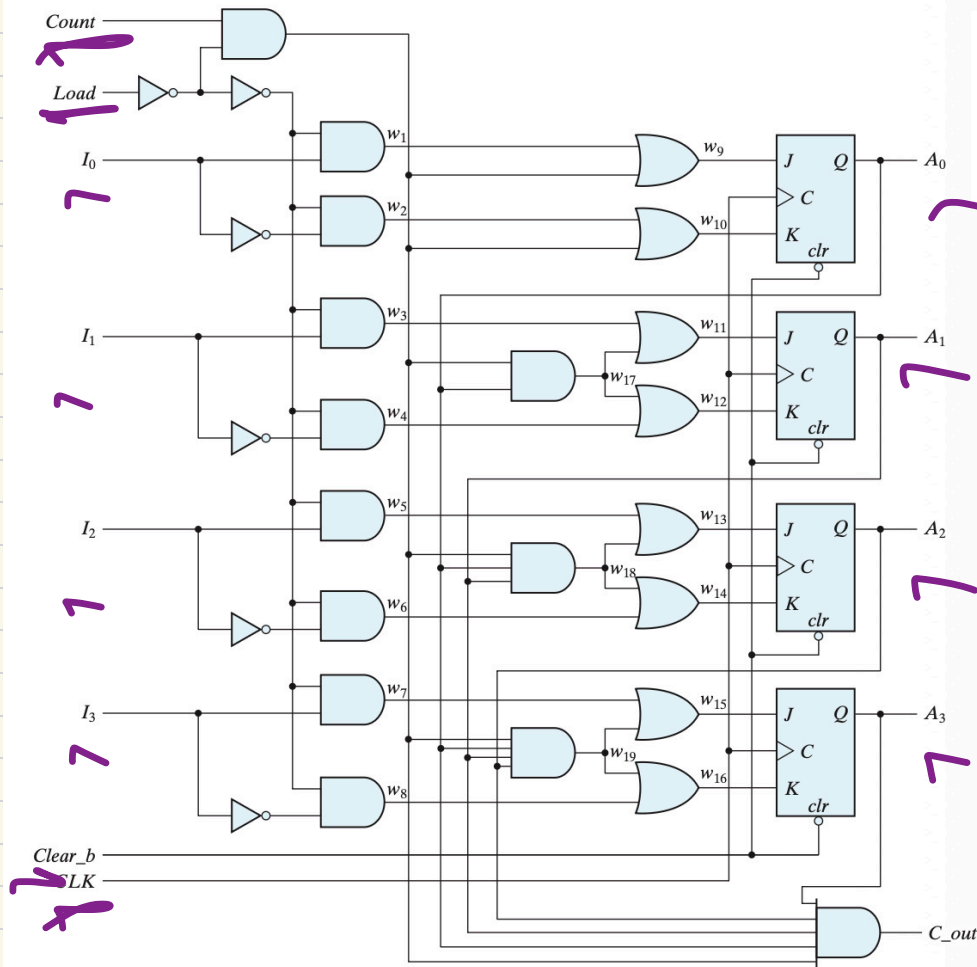 Count
Load
w1
I0 w9 J Q A0
w2 C
w10 K
clr
w3
I1 w11 J Q A1
w17 C
w4 w12 K
clr
w5
I2 w13 J Q A2
w18 C
w6 w14 K
clr
w7
I3 w15 J Q A3
w19 C
w8 w16 K
clr
Clear_b
CLK
C_out